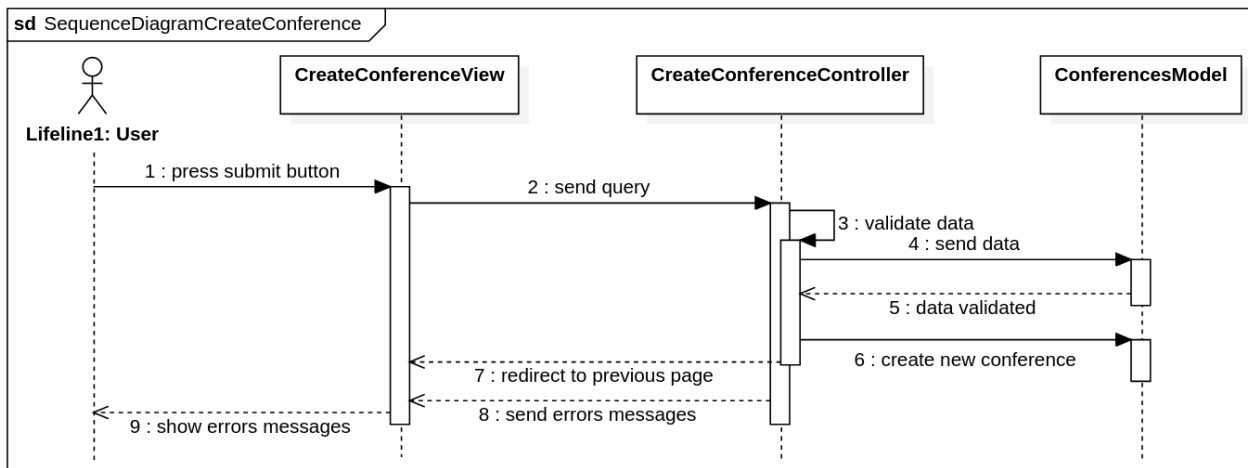 sd SequenceDiagramCreateConference
CreateConferenceView
CreateConferenceController
ConferencesModel
Lifeline1: User
1 : press submit button
2 : send query
3 : validate data
4 : send data
5 : data validated
6 : create new conference
7 : redirect to previous page
8 : send errors messages
9 : show errors messages